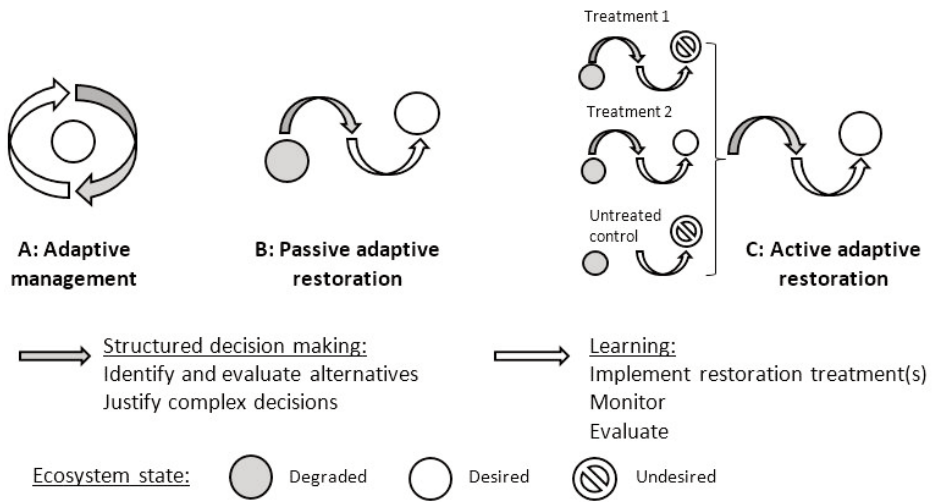 Treatment 1
Treatment 2
Untreated
control
A: Adaptive
management
B: Passive adaptive
restoration
C: Active adaptive
restoration
Structured decision making:
Identify and evaluate alternatives
Justify complex decisions
Learning:
Implement restoration treatment(s)
Monitor
Evaluate
Ecosystem state:
Degraded
Desired
Undesired